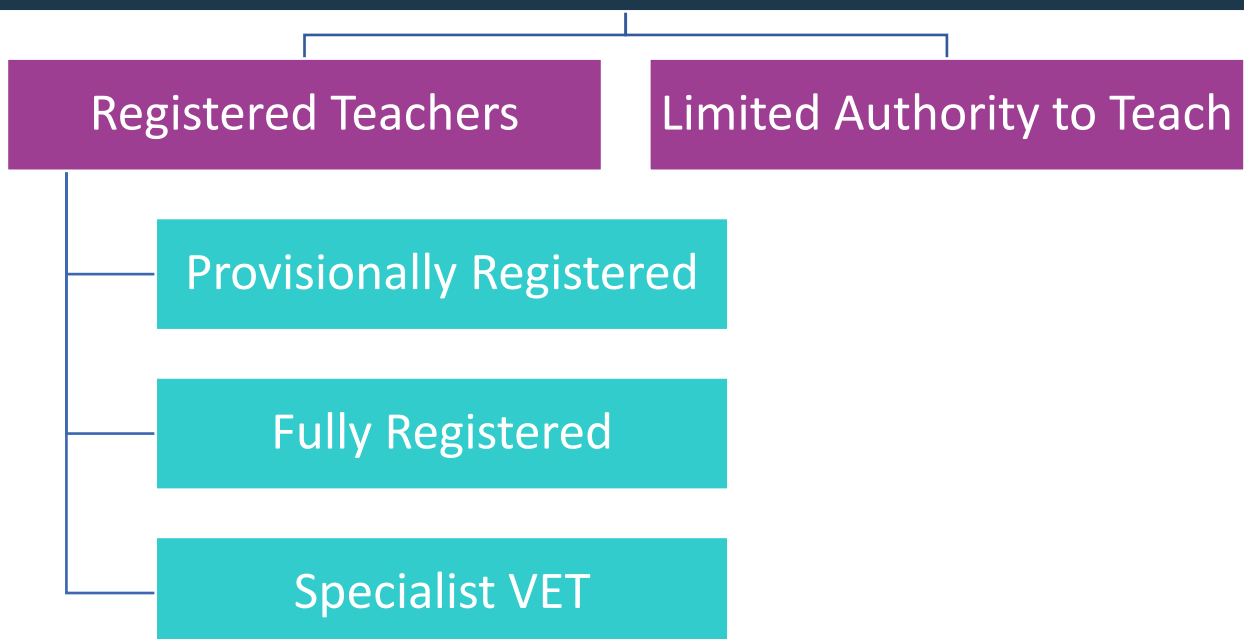 Registered Teachers
Limited Authority to Teach
Provisionally Registered
Fully Registered
Specialist VET